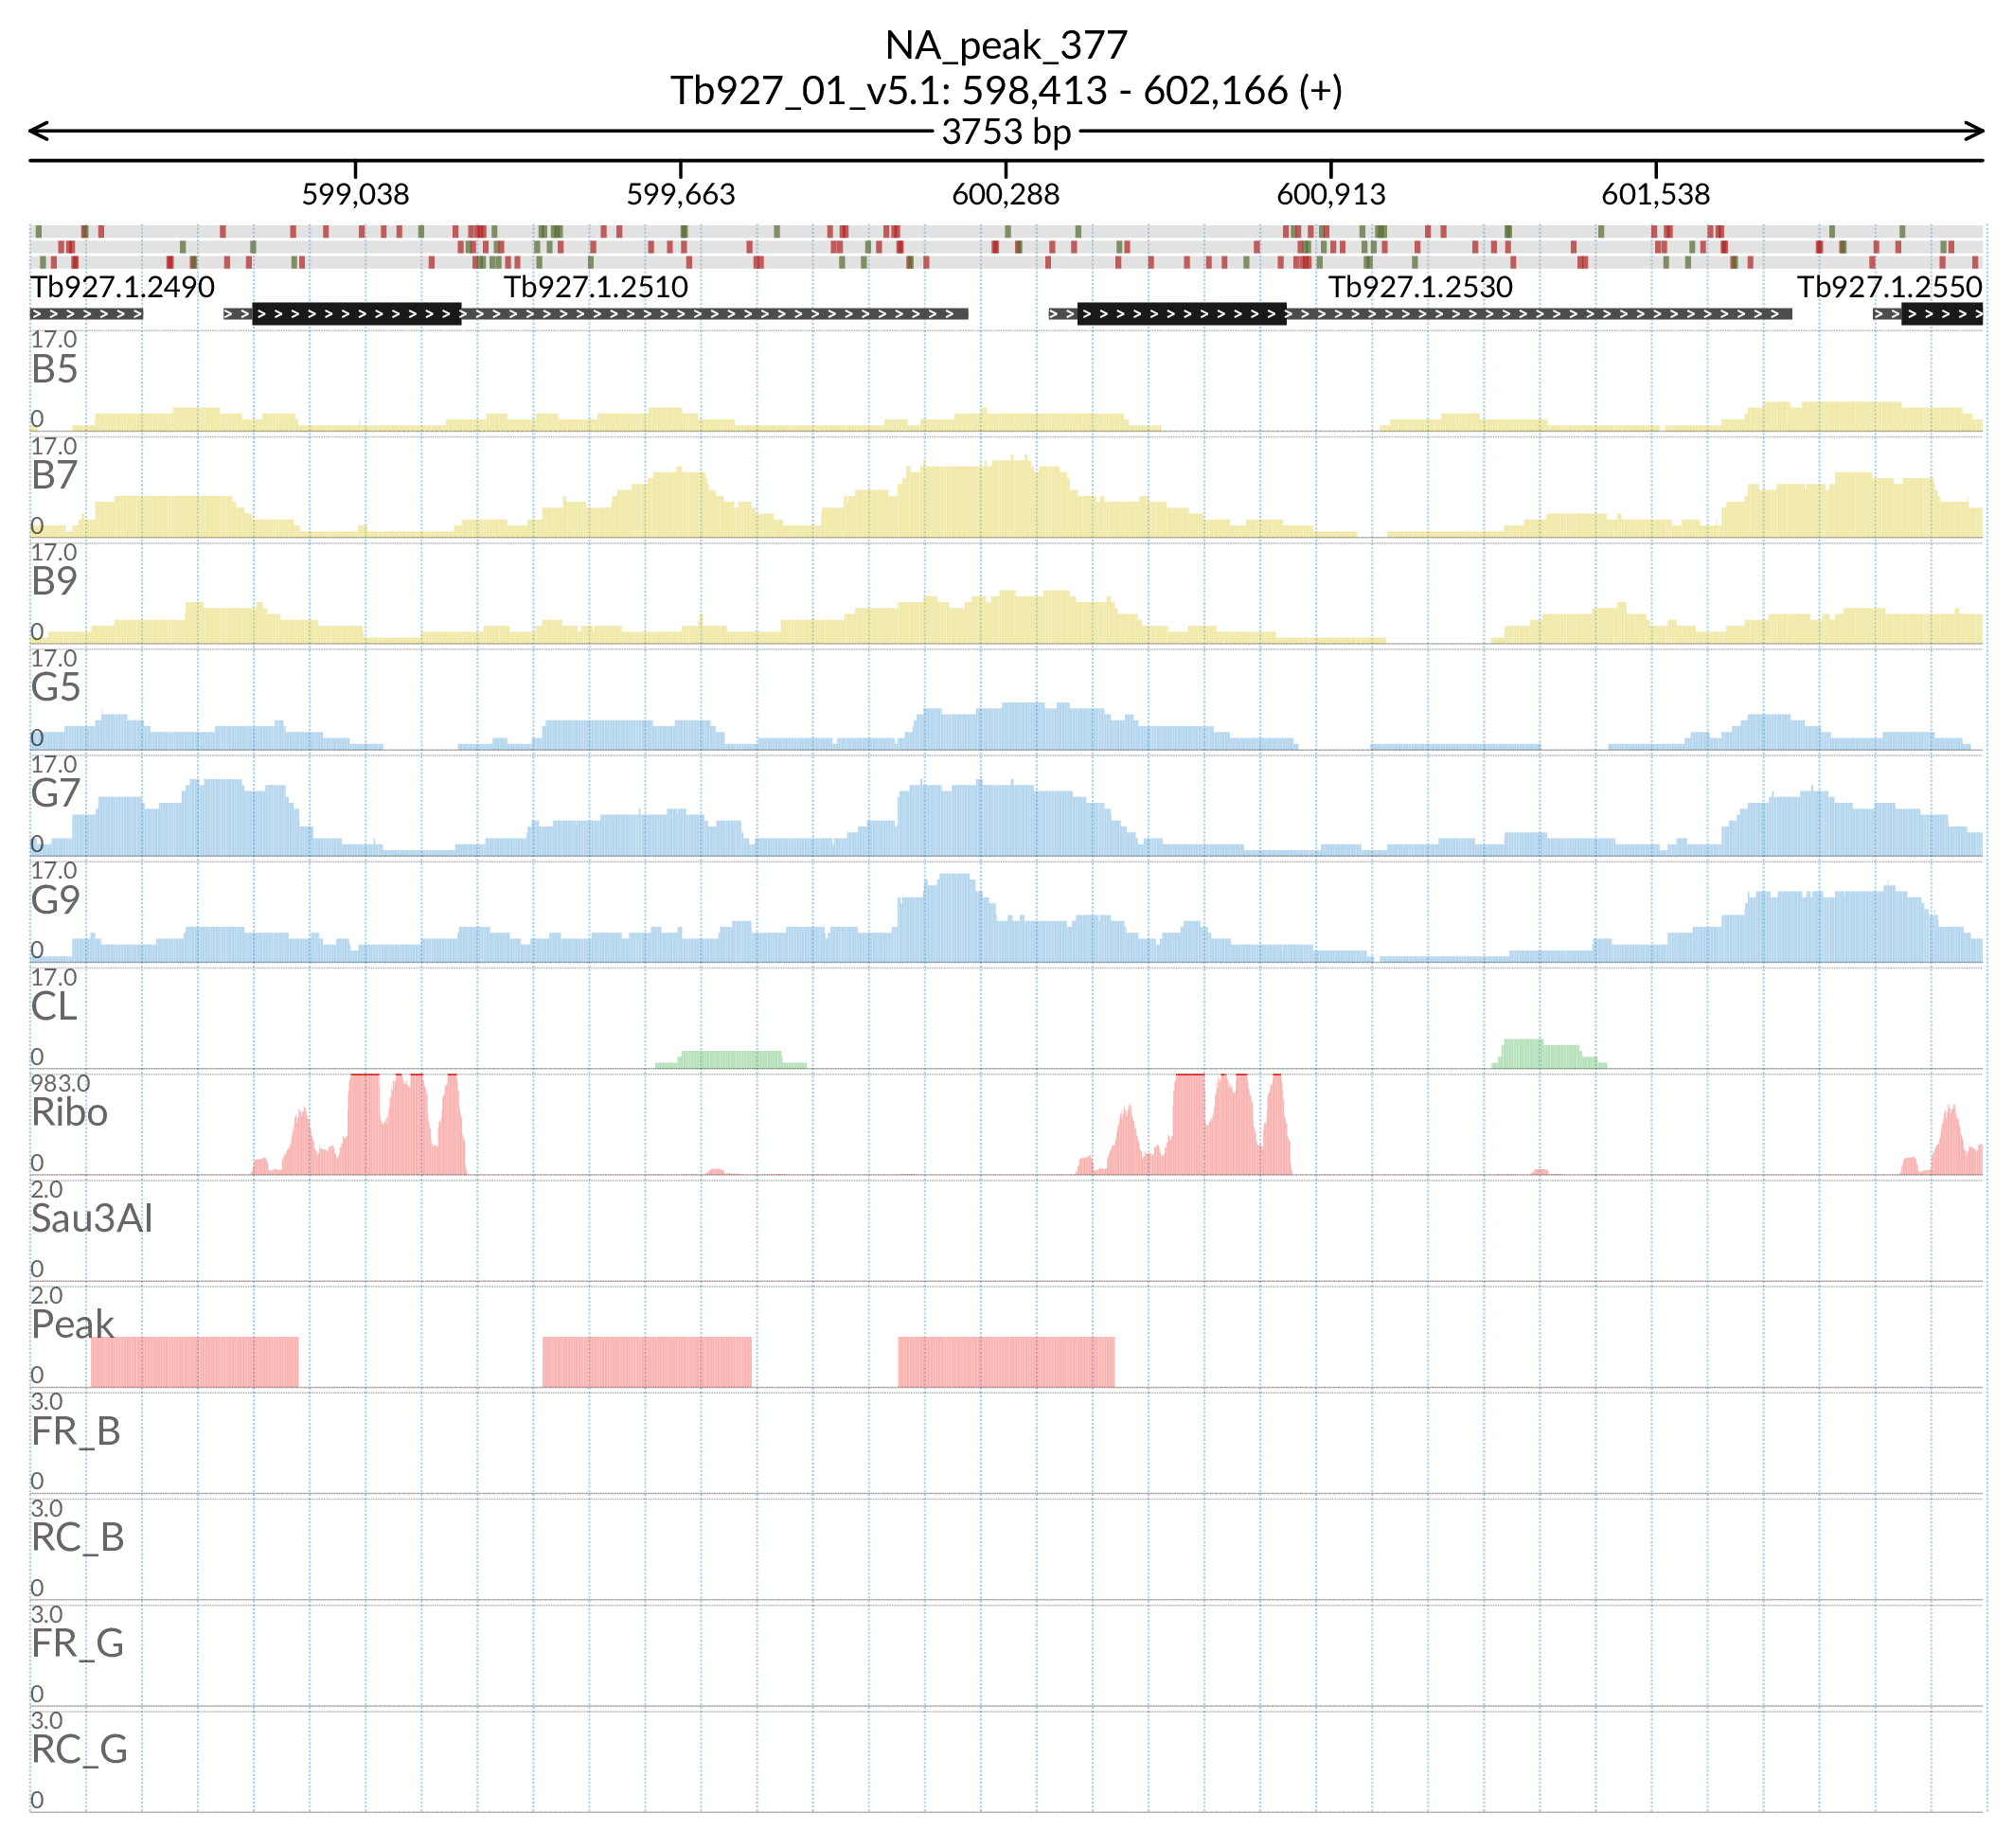 NA_peak_377
Tb927_01_v5.1: 598,413 - 602,166 (+)
3753 bp
599,038 599,663 600,288 600,913 601,538
Tb927.1.2490 Tb927.1.2510 Tb927.1.2530 Tb927.1.2550
17.0
B5
0
17.0
B7
0
17.0
B9
0
17.0
G5
0
17.0
G7
0
17.0
G9
0
17.0
CL
0
983.0
Ribo
0
2.0
Sau3AI
0
2.0
Peak
0
3.0
FR_B
0
3.0
RC_B
0
3.0
FR_G
0
3.0
RC_G
0